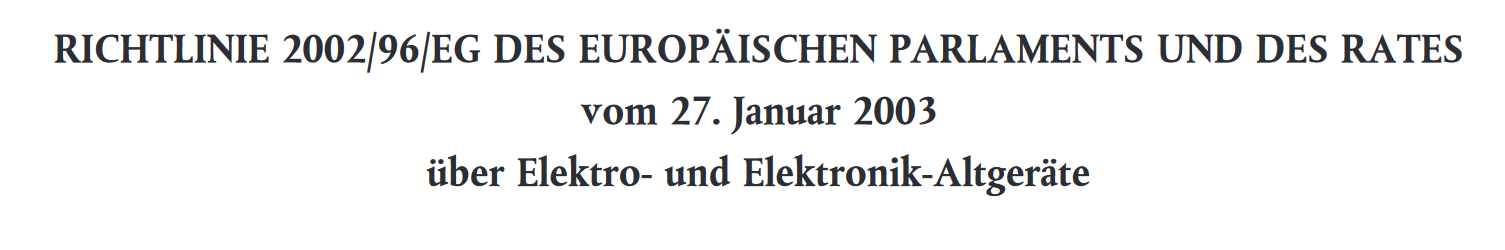 RICHTLINIE 2002/96/EG DES EUROPÄISCHEN PARLAMENTS UND DES RATES
vom 27. Januar 2003
über Elektro- und Elektronik-Altgeräte